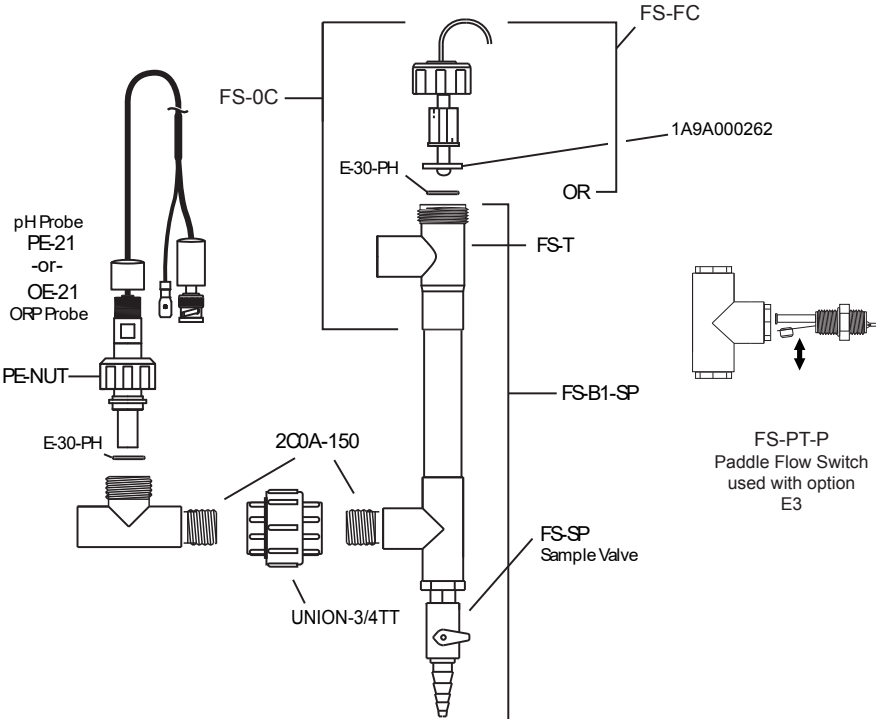 FS-FC
FS-0C
1A9A000262
E-30-PH
OR
pH Probe
PE-21
-or-
OE-21
ORP Probe
FS-T
PE-NUT
FS-B1-SP
E-30-PH
2C0A-150
FS-PT-P
Paddle Flow Switch
used with option
E3
FS-SP
Sample Valve
UNION-3/4TT